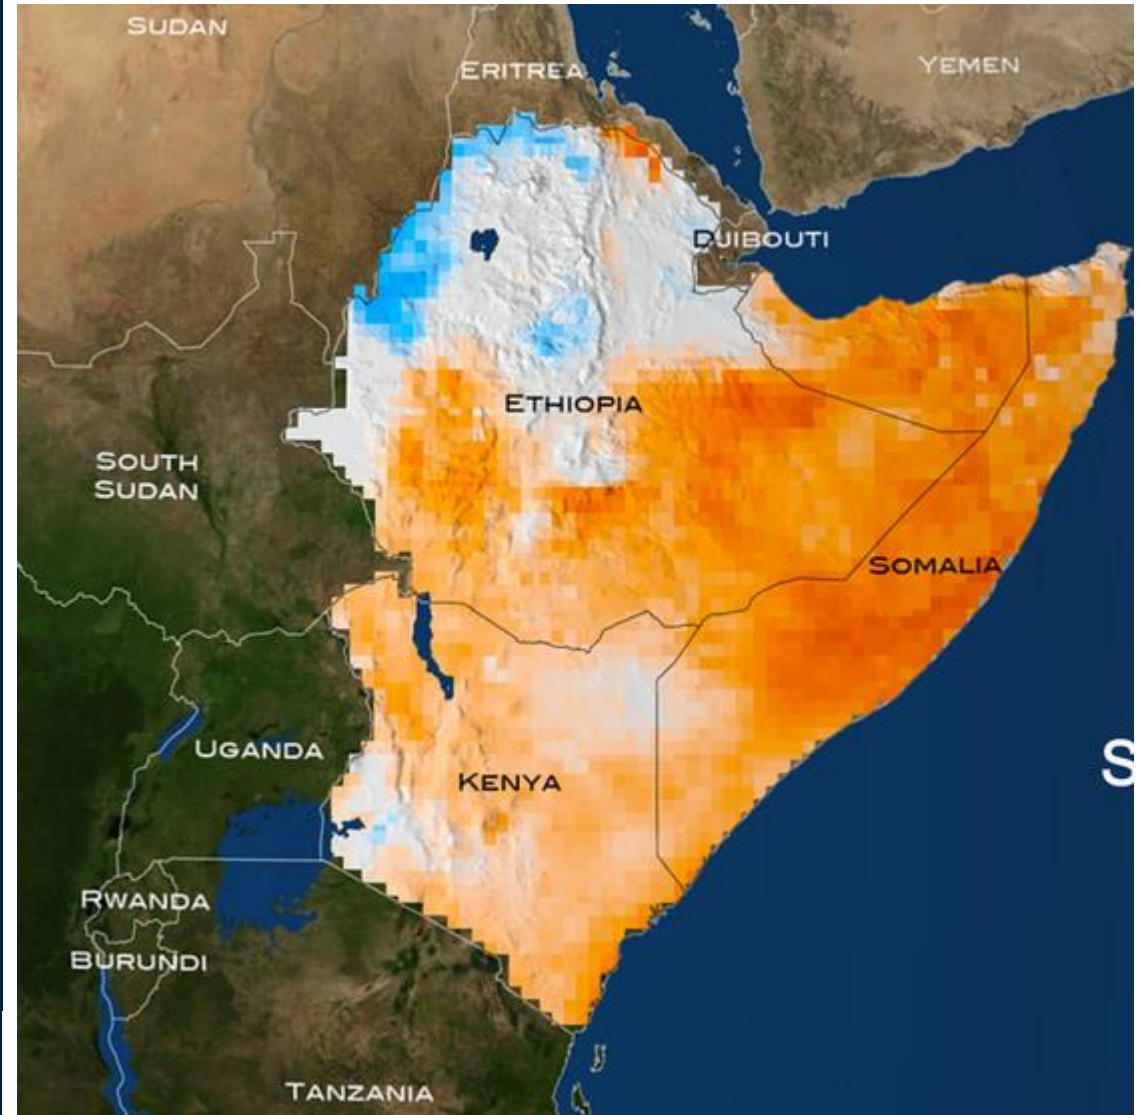 SUDAN
ERITREA
YEMEN
DJIBOUTI
ETHIOPIA
SOUTH
SUDAN
SOMALIA
UGANDA
KENYA
S
RWANDA
BURUNDI
TANZANIA